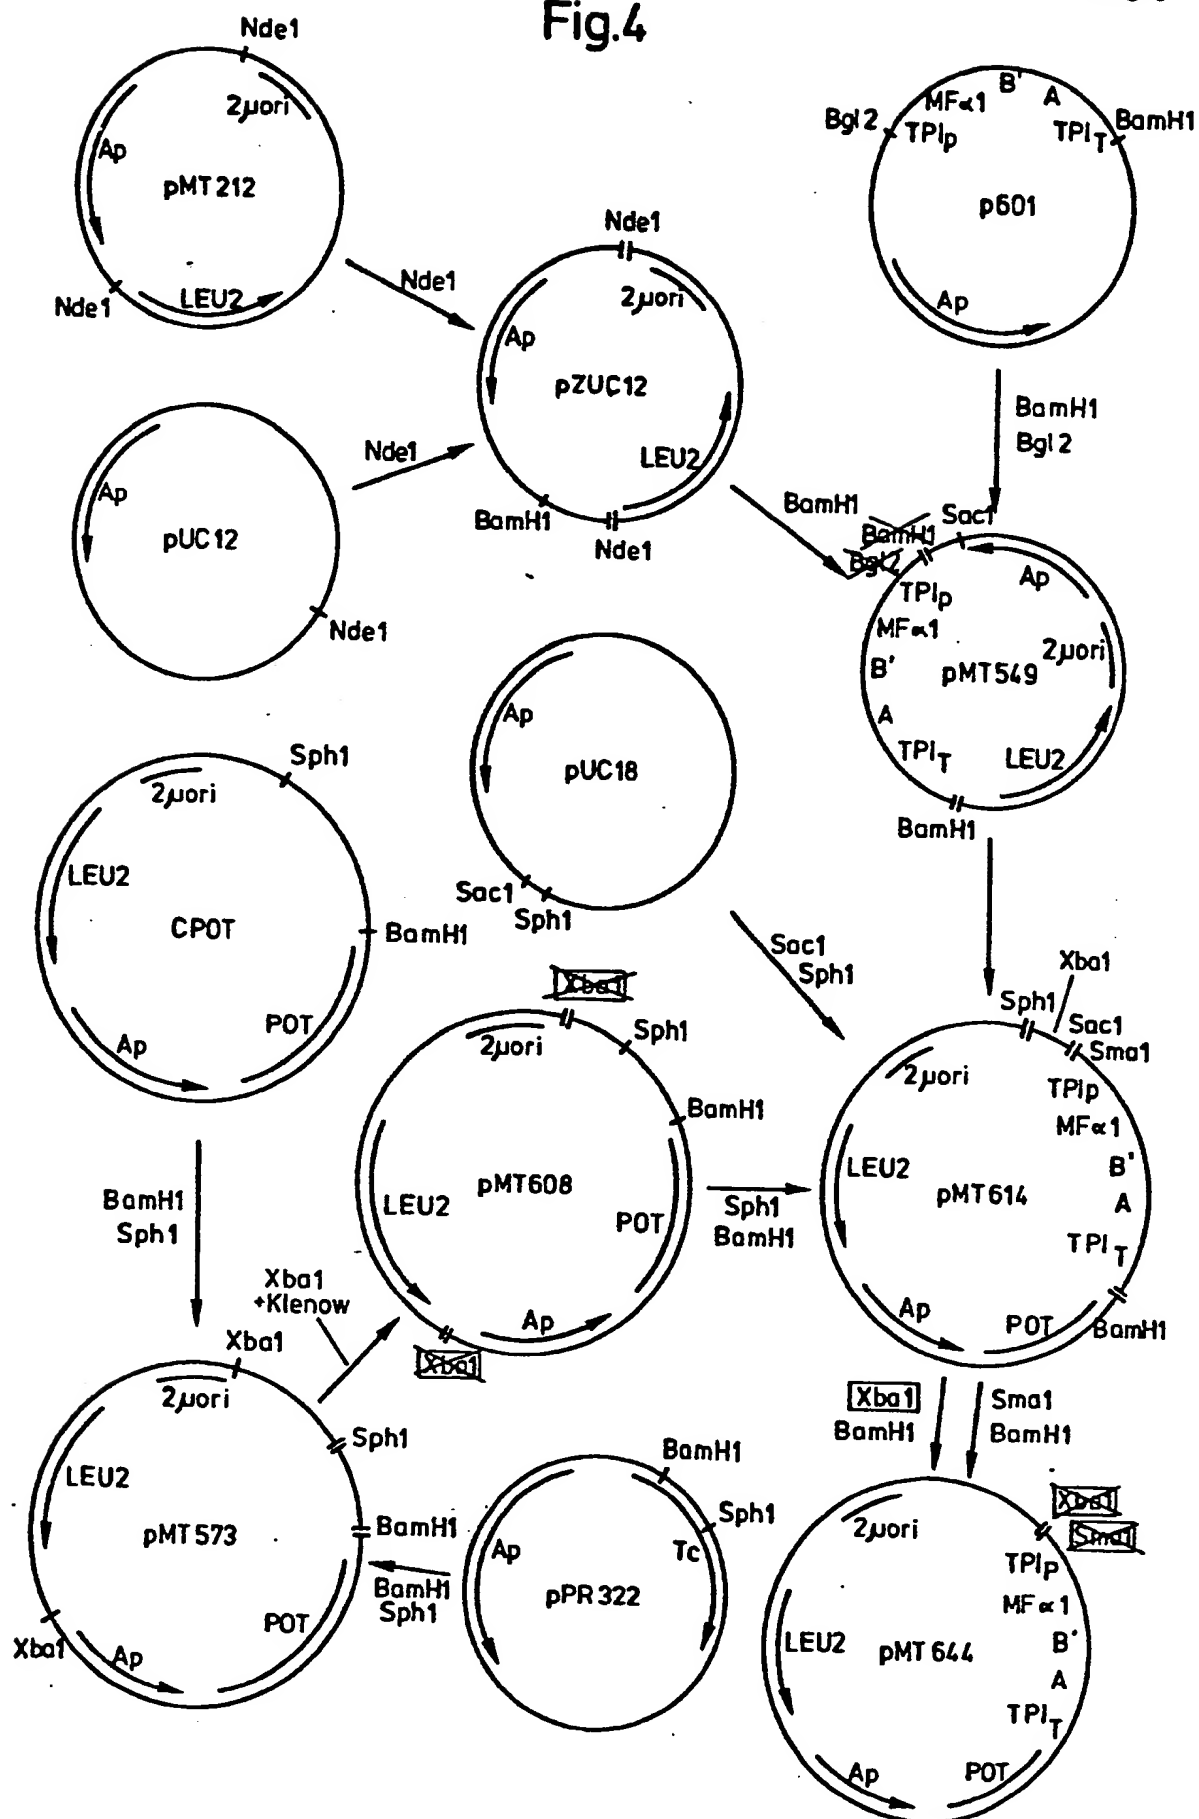 Fig.4
Nde1
2µori
Ap
pMT212
Nde1
LEU2
Nde1
Ap
pUC12
Nde1
Nde1
Nde1
2µori
Ap
pZUC12
LEU2
BamH1
Nde1
B'
MFα1
A
Bgl2
TPIp
TPIT
BamH1
p601
Ap
BamH1
Bgl2
BamH1
Sac1
BamH1
Bgl2
Ap
TPIp
MFα1
2µori
B'
pMT549
A
TPIT
LEU2
BamH1
Ap
pUC18
Sac1
Sph1
Sac1
Sph1
Sph1
2µori
LEU2
CPOT
BamH1
POT
Ap
BamH1
Sph1
Xba1
2µori
Sph1
BamH1
LEU2
pMT608
POT
Ap
Xba1
Sph1
BamH1
Xba1
Sph1
Sac1
Sma1
2µori
TPIp
MFα1
LEU2
B'
pMT614
A
TPIT
Ap
POT
BamH1
Xba1
+Klenow
Xba1
2µori
Sph1
LEU2
pMT573
BamH1
POT
Xba1
Ap
BamH1
Sph1
BamH1
Sph1
Ap
Tc
pPR322
Xba1
BamH1
Sma1
BamH1
Xba1
Sma1
2µori
TPIp
MFα1
LEU2
B'
pMT644
A
TPIT
Ap
POT